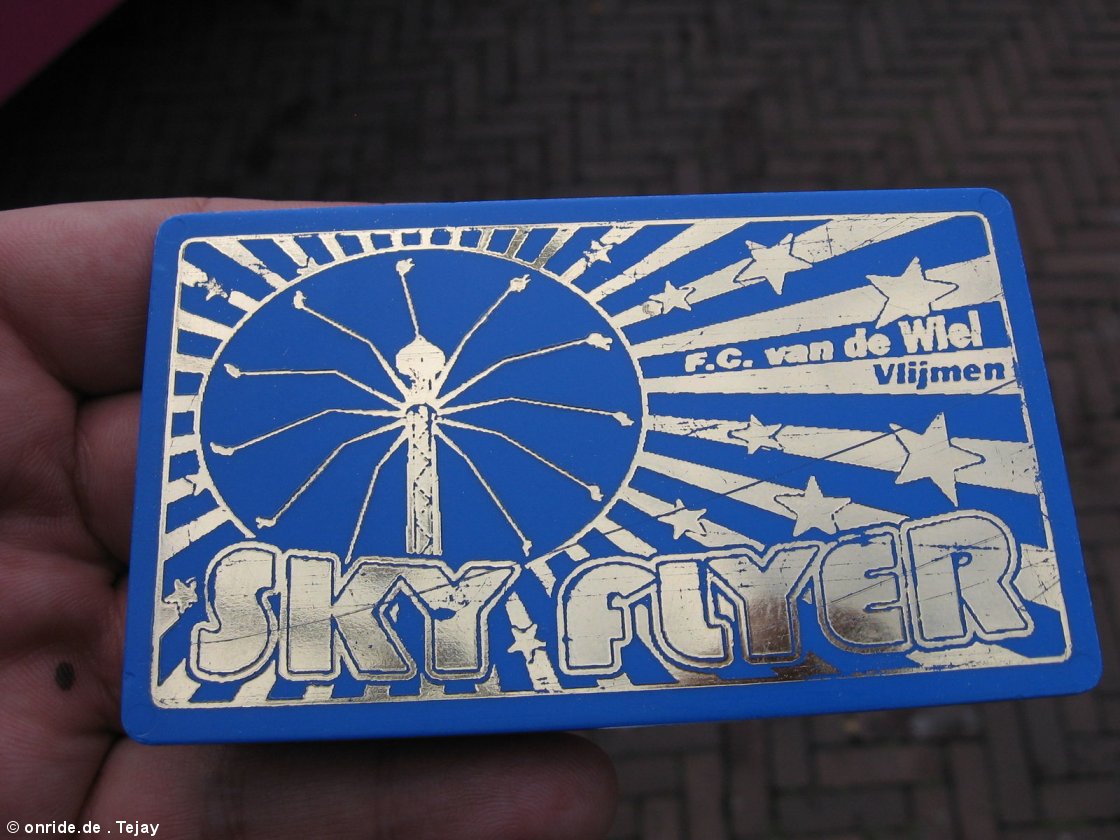 F.C. van de Wiel
Vlijmen
SKY FLYER
© onride.de . Tejay